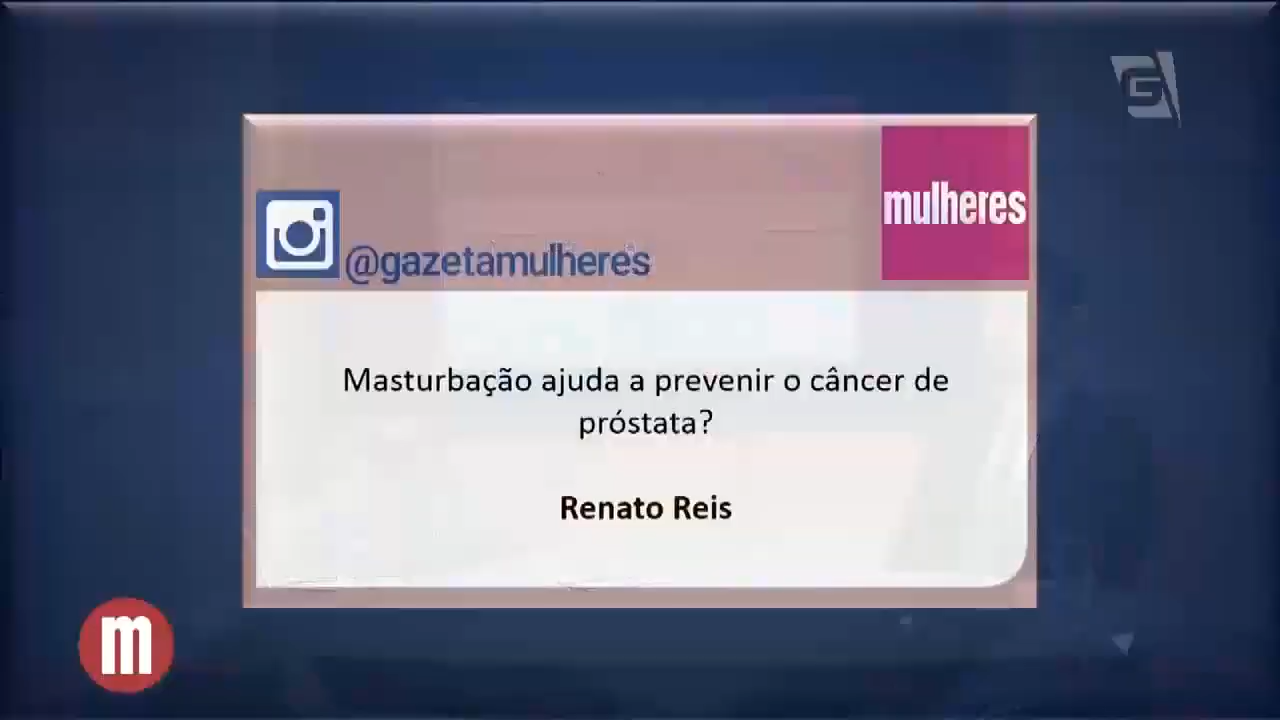 G
mulheres
@gazetamulheres
Masturbação ajuda a prevenir o câncer de
próstata?
Renato Reis
m